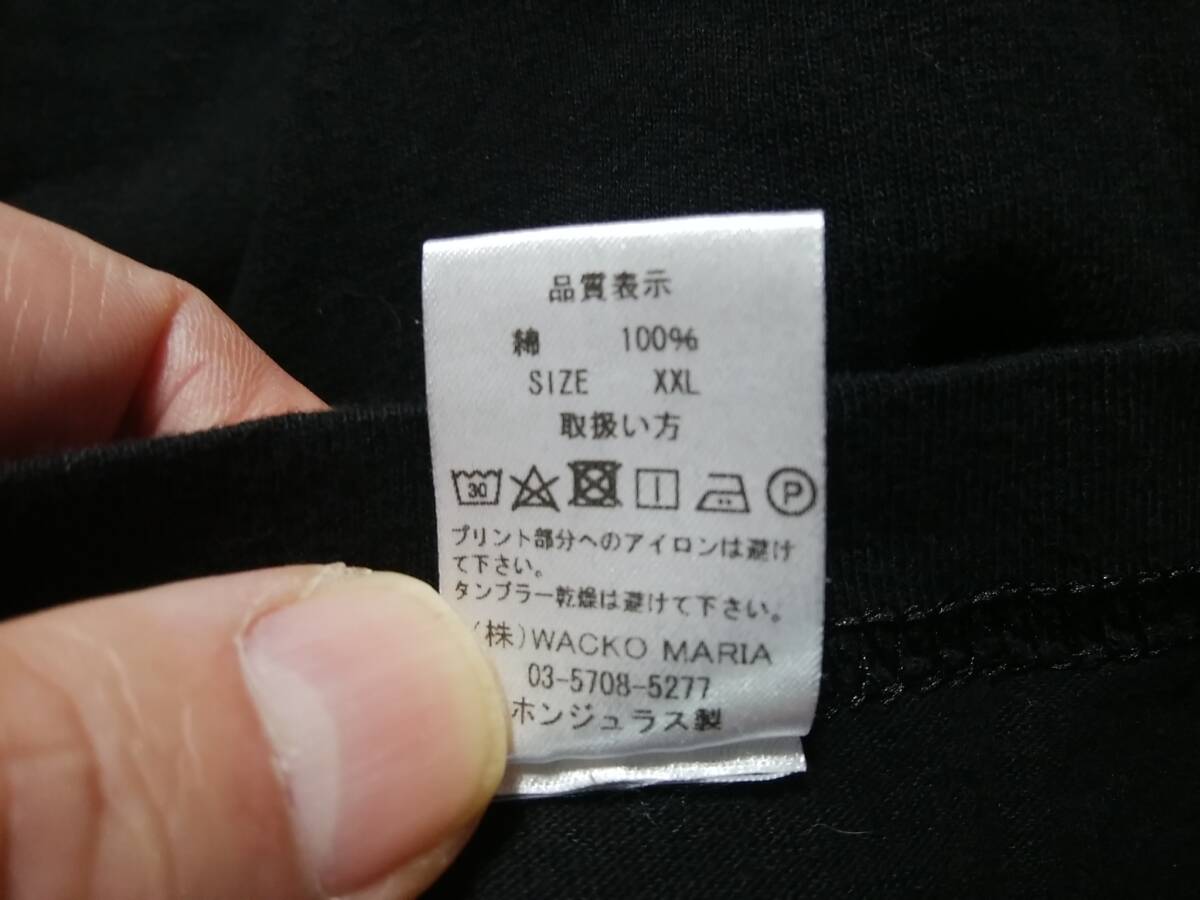 品質表示
綿 100%
SIZE XXL
取扱い方
30 P
プリント部分へのアイロンは避け
て下さい。
タンブラー乾燥は避けて下さい。
(株)WACKO MARIA
03-5708-5277
ホンジュラス製